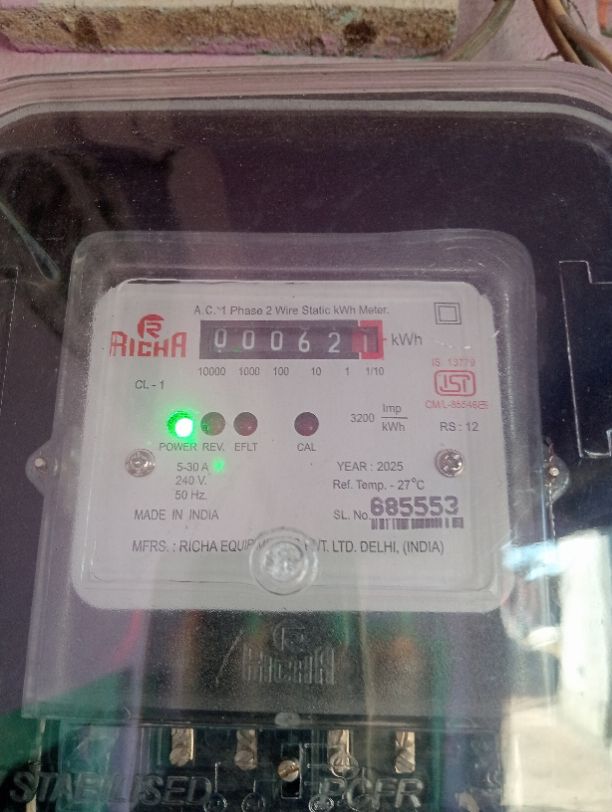 A.C. 1 Phase 2 Wire Static kWh Meter.
R
RICHA
0 0 0 6 2 1 kWh
10000 1000 100 10 1 1/10
IS: 13779
ISI
CL - 1
3200 Imp/kWh
RS : 12
POWER REV. EFLT CAL
5-30 A
240 V.
50 Hz.
YEAR : 2025
Ref. Temp. - 27°C
MADE IN INDIA
SL. No. 685553
MFRS. : RICHA LTD. DELHI, (INDIA)
R
RICHA
STABILISED